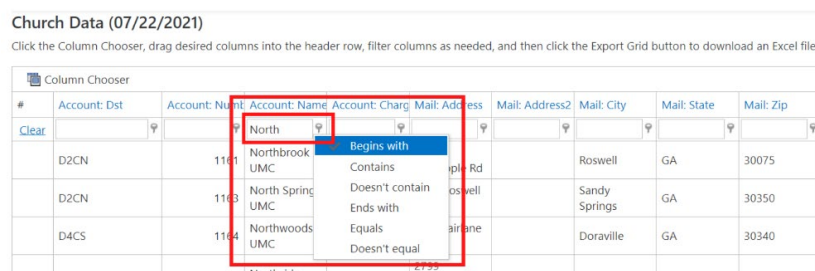 Church Data (07/22/2021)
Click the Column Chooser, drag desired columns into the header row, filter columns as needed, and then click the Export Grid button to download an Excel file
Column Chooser
# Account: Dst Account: Numb Account: Name Account: Charg Mail: Address Mail: Address2 Mail: City Mail: State Mail: Zip
Clear North
Begins with
Contains
Doesn't contain
Ends with
Equals
Doesn't equal
D2CN 1161 Northbrook UMC Rd Roswell GA 30075
D2CN 1163 North Spring UMC Sandy Springs GA 30350
D4CS 1164 Northwoods UMC Doraville GA 30340